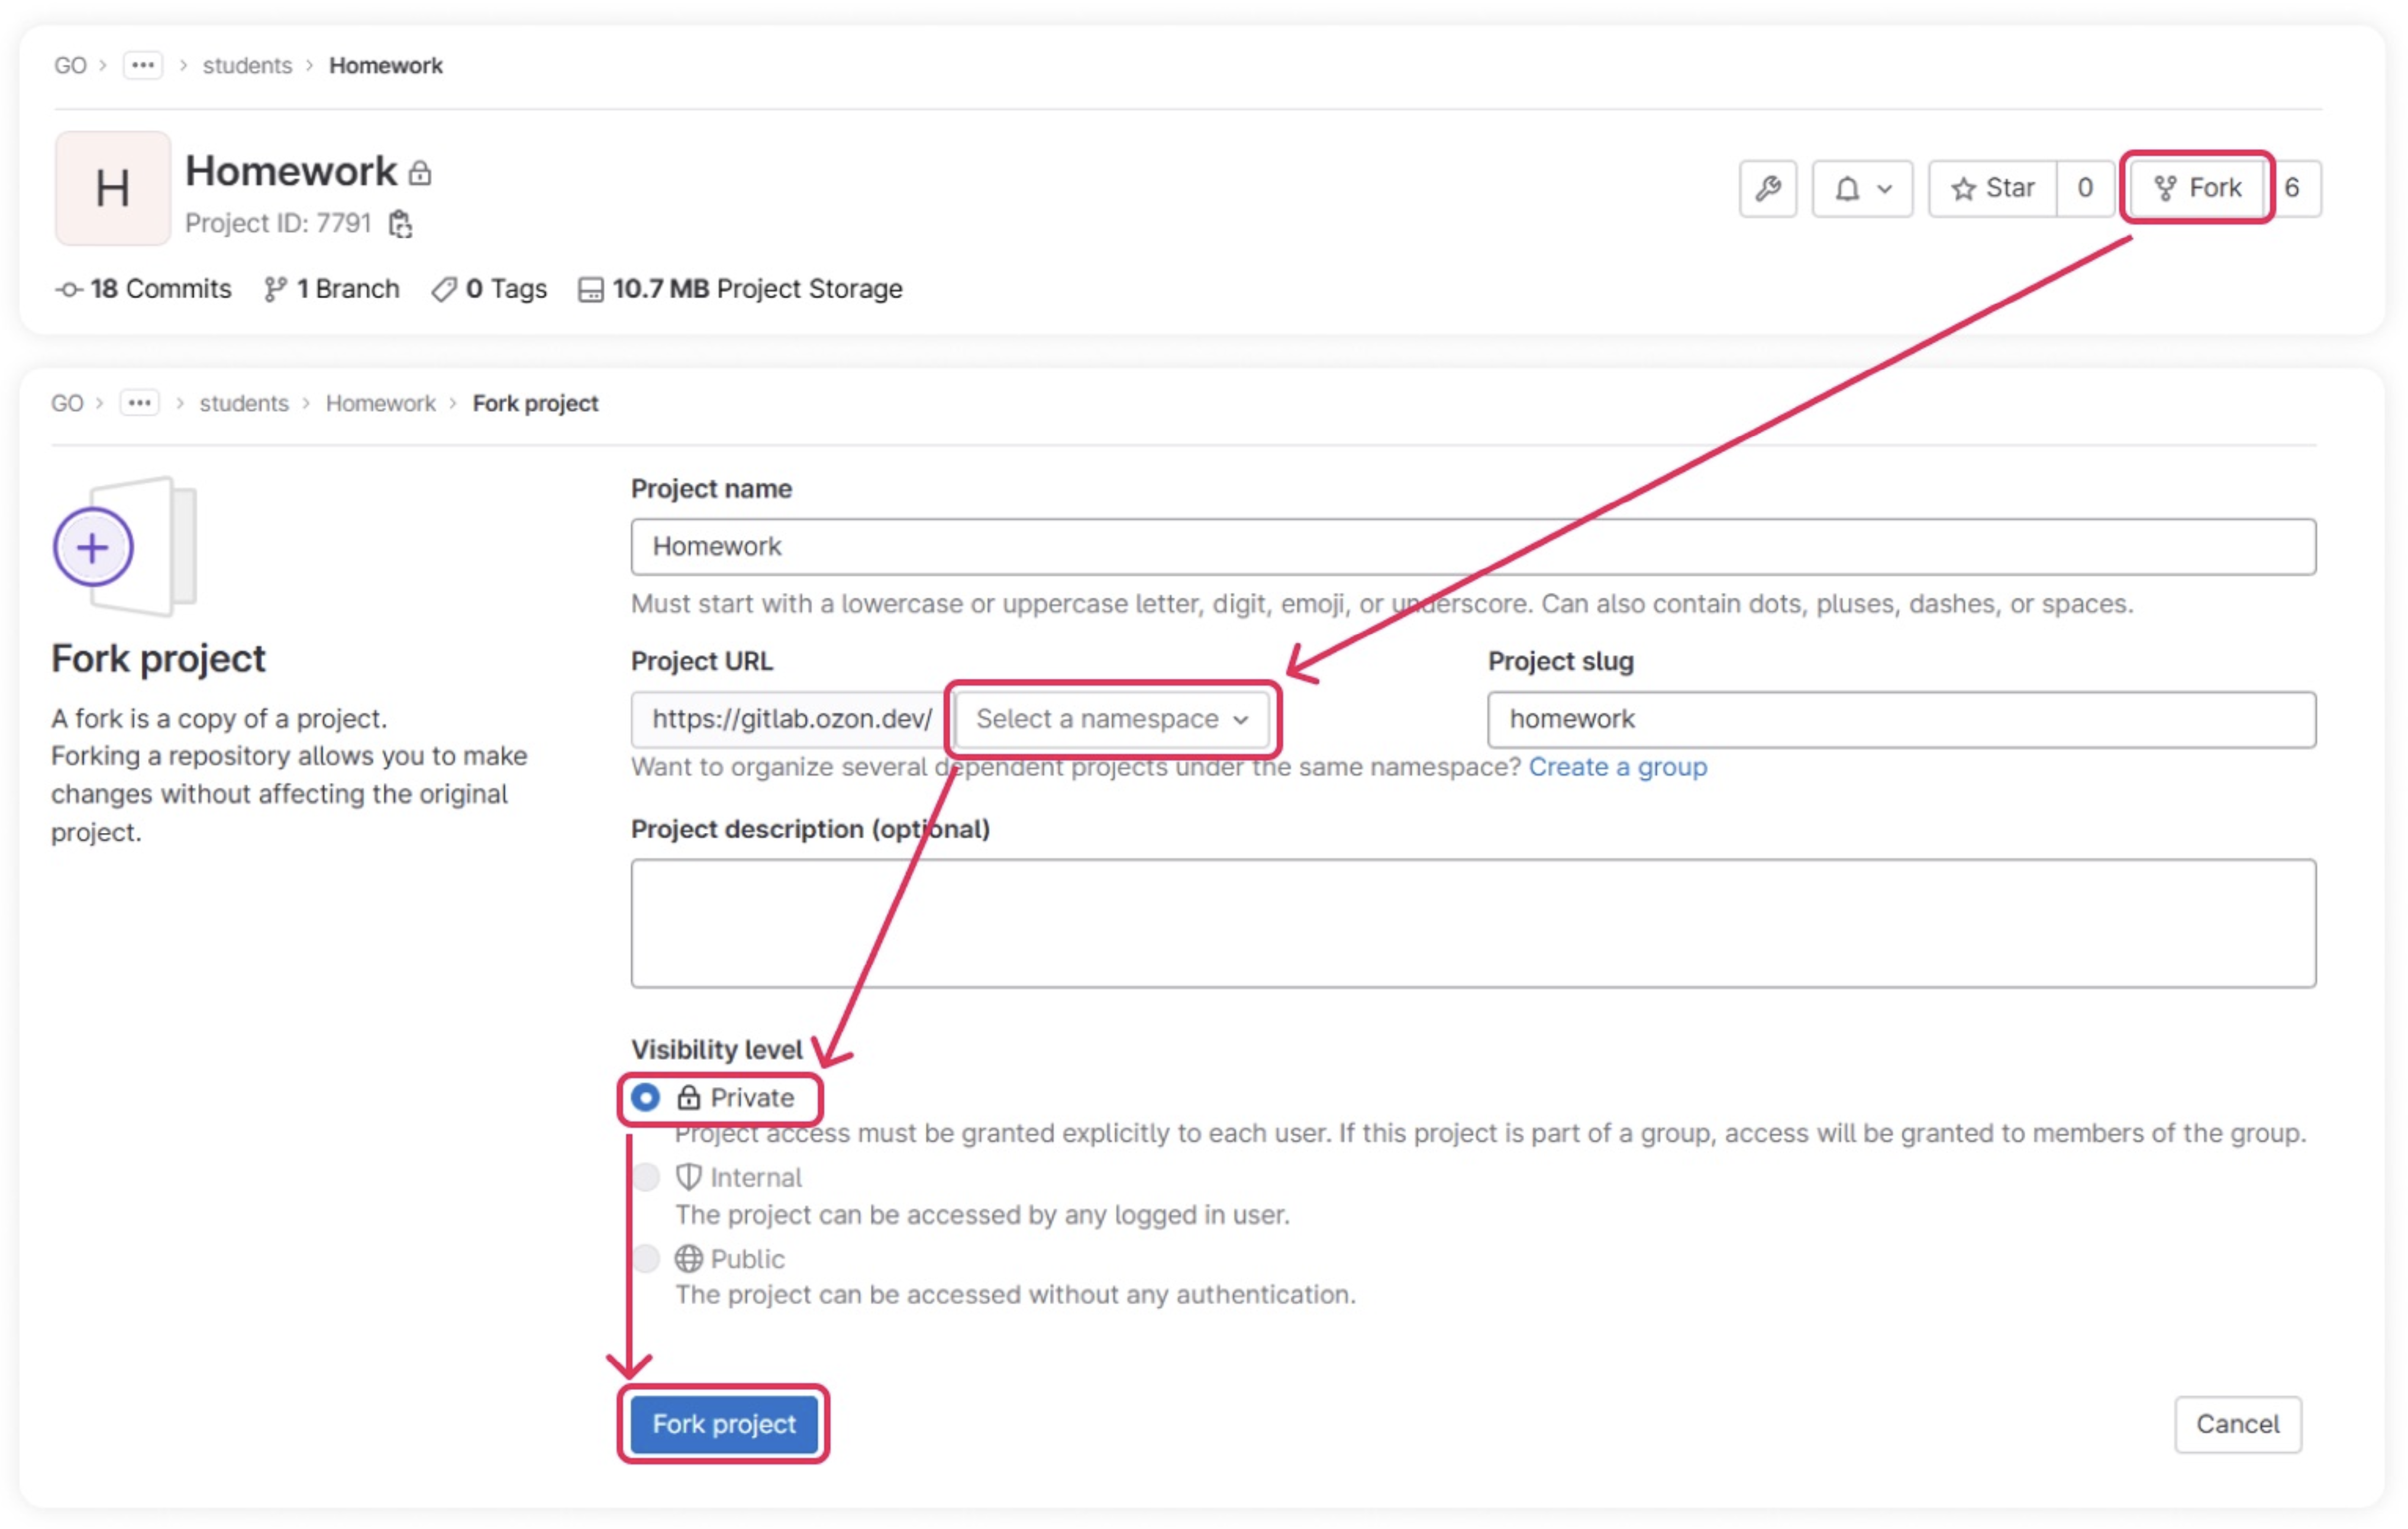 GO > ••• > students > Homework
H
Homework
Project ID: 7791
Star 0
Fork 6
18 Commits 1 Branch 0 Tags 10.7 MB Project Storage
GO > ••• > students > Homework > Fork project
Fork project
A fork is a copy of a project.
Forking a repository allows you to make
changes without affecting the original
project.
Project name
Homework
Must start with a lowercase or uppercase letter, digit, emoji, or underscore. Can also contain dots, pluses, dashes, or spaces.
Project URL
https://gitlab.ozon.dev/ Select a namespace
Project slug
homework
Want to organize several dependent projects under the same namespace? Create a group
Project description (optional)
Visibility level
Private
Project access must be granted explicitly to each user. If this project is part of a group, access will be granted to members of the group.
Internal
The project can be accessed by any logged in user.
Public
The project can be accessed without any authentication.
Fork project
Cancel